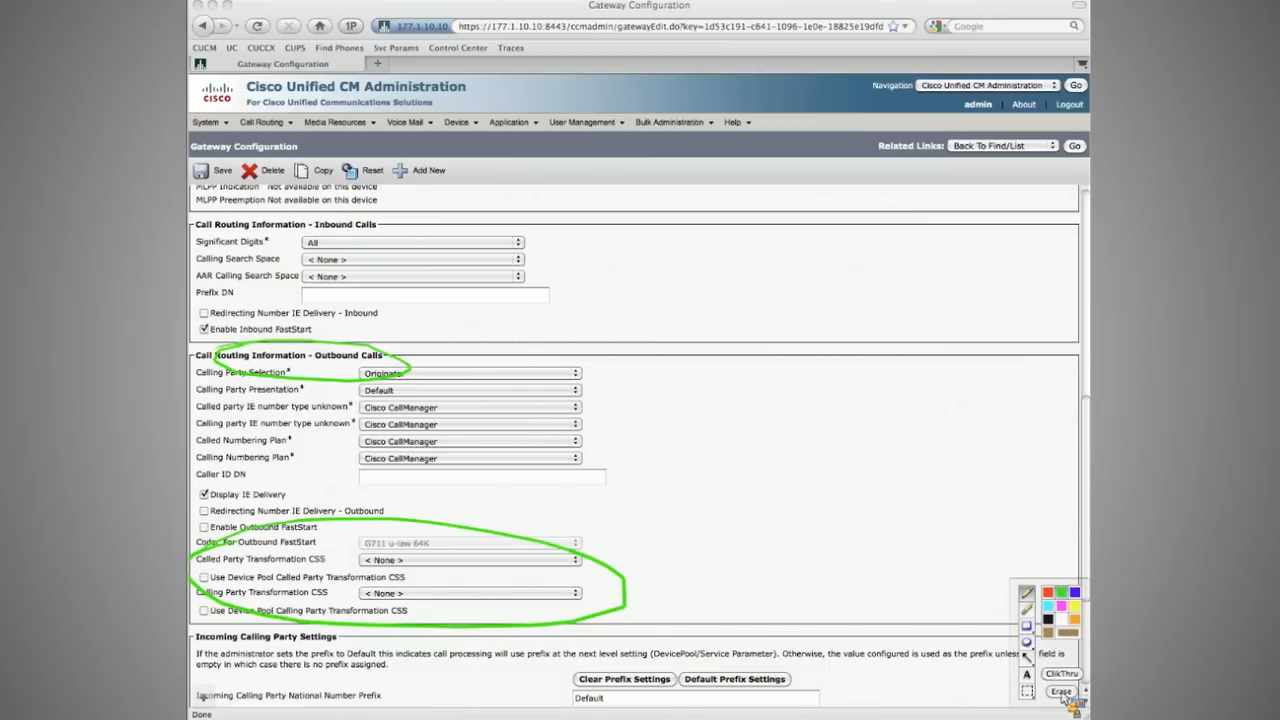 Gateway Configuration
1P
177.1.10.10
https://177.1.10.10:8443/ccmadmin/gatewayEdit.do?key=1d53c191-c641-1096-1e0e-18825e19dfd
Google
CUCM UC CUCCX CUPS Find Phones Svc Params Control Center Traces
Gateway Configuration
CISCO
Cisco Unified CM Administration
For Cisco Unified Communications Solutions
Navigation Cisco Unified CM Administration Go
admin | About | Logout
System Call Routing Media Resources Voice Mail Device Application User Management Bulk Administration Help
Gateway Configuration
Related Links: Back To Find/List Go
Save Delete Copy Reset Add New
MLPP Indication Not available on this device
MLPP Preemption Not available on this device
Call Routing Information - Inbound Calls
Significant Digits* All
Calling Search Space < None >
AAR Calling Search Space < None >
Prefix DN
Redirecting Number IE Delivery - Inbound
Enable Inbound FastStart
Call Routing Information - Outbound Calls
Calling Party Selection* Originator
Calling Party Presentation* Default
Called party IE number type unknown* Cisco CallManager
Calling party IE number type unknown* Cisco CallManager
Called Numbering Plan* Cisco CallManager
Calling Numbering Plan* Cisco CallManager
Caller ID DN
Display IE Delivery
Redirecting Number IE Delivery - Outbound
Enable Outbound FastStart
Codec For Outbound FastStart G711 u-law 64K
Called Party Transformation CSS < None >
Use Device Pool Called Party Transformation CSS
Calling Party Transformation CSS < None >
Use Device Pool Calling Party Transformation CSS
Incoming Calling Party Settings
If the administrator sets the prefix to Default this indicates call processing will use prefix at the next level setting (DevicePool/Service Parameter). Otherwise, the value configured is used as the prefix unless field is
empty in which case there is no prefix assigned.
Clear Prefix Settings Default Prefix Settings
Incoming Calling Party National Number Prefix Default
Done
A
ClikThru
Erase